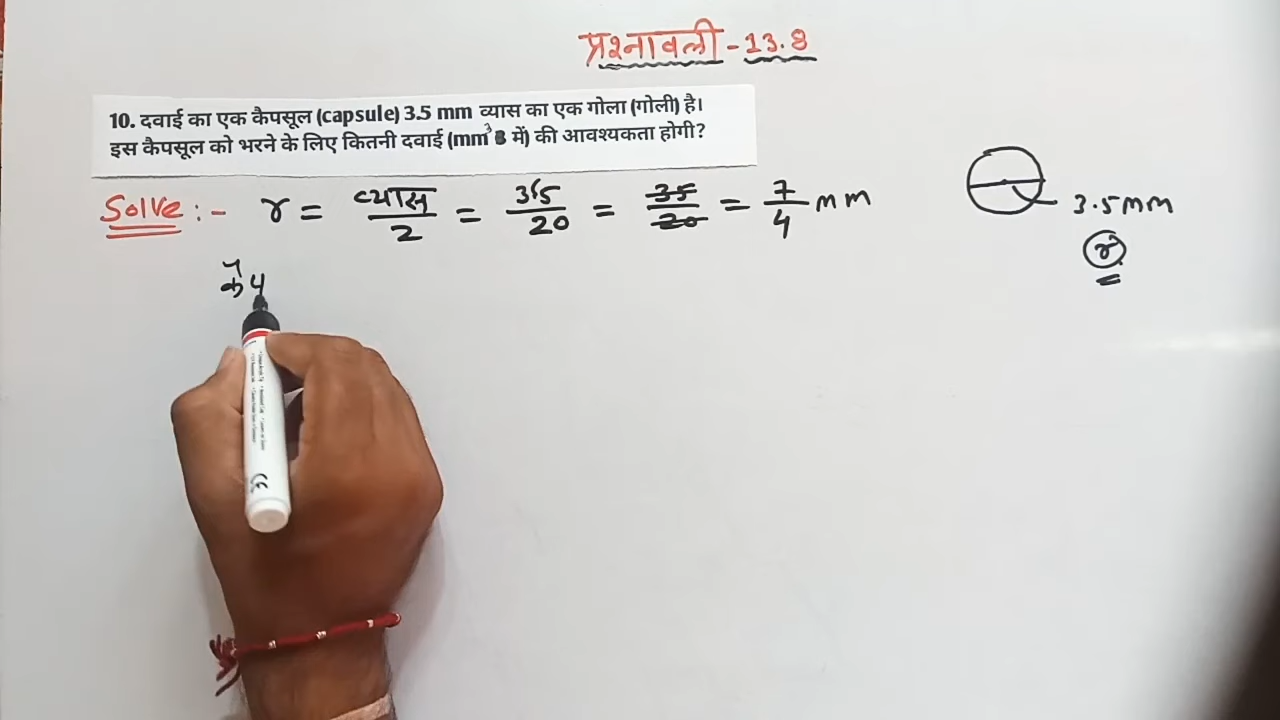 प्रश्नावली - 13.8
10. दवाई का एक कैपसूल (capsule) 3.5 mm व्यास का एक गोला (गोली) है।
इस कैपसूल को भरने के लिए कितनी दवाई (mm³ 8 में) की आवश्यकता होगी?
Solve :- r = व्यास/2 = 3.5/20 = 35/20 = 7/4 mm
3.5mm
r